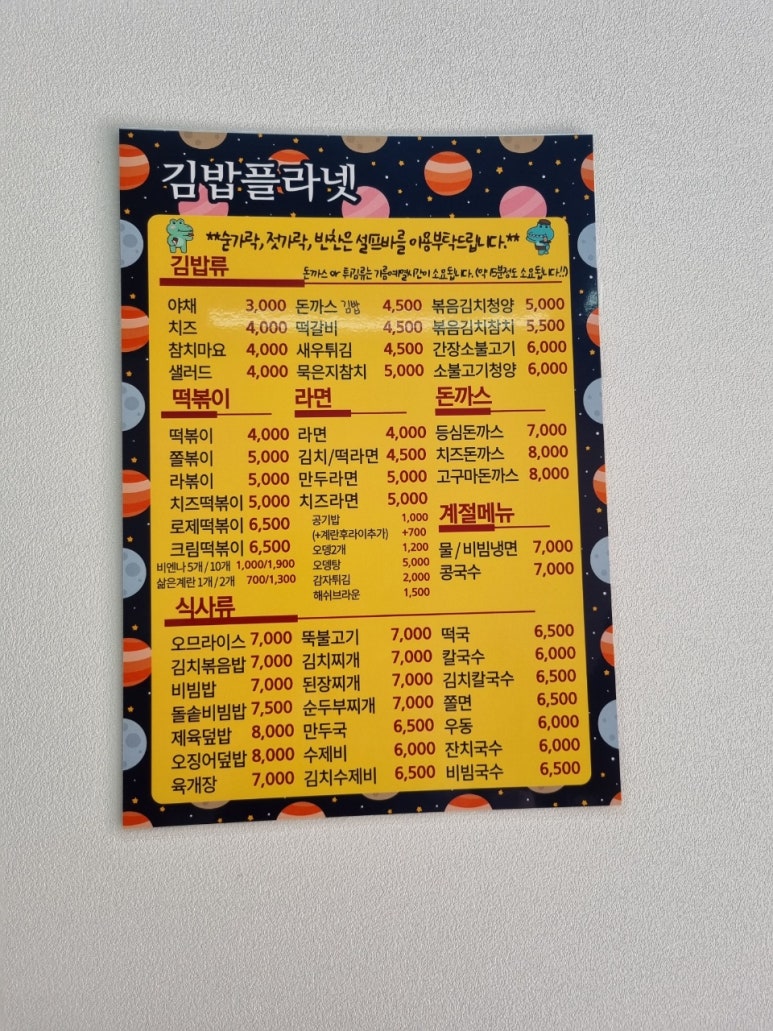 김밥플라넷
**숟가락, 젓가락, 반찬은 셀프바를 이용부탁드립니다.**
김밥류
돈까스 or 튀김류는 기름예열시간이 소요됩니다. (약 15분정도 소요됩니다!!)
야채 3,000 돈까스 김밥 4,500 볶음김치청양 5,000
치즈 4,000 떡갈비 4,500 볶음김치참치 5,500
참치마요 4,000 새우튀김 4,500 간장소불고기 6,000
샐러드 4,000 묵은지참치 5,000 소불고기청양 6,000
떡볶이
떡볶이 4,000
쫄볶이 5,000
라볶이 5,000
치즈떡볶이 5,000
로제떡볶이 6,500
크림떡볶이 6,500
비엔나 5개 / 10개 1,000/1,900
삶은계란 1개 / 2개 700/1,300
라면
라면 4,000
김치/떡라면 4,500
만두라면 5,000
치즈라면 5,000
공기밥 1,000
(+계란후라이추가) +700
오뎅2개 1,200
오뎅탕 5,000
감자튀김 2,000
해쉬브라운 1,500
돈까스
등심돈까스 7,000
치즈돈까스 8,000
고구마돈까스 8,000
계절메뉴
물 / 비빔냉면 7,000
콩국수 7,000
식사류
오므라이스 7,000 뚝불고기 7,000 떡국 6,500
김치볶음밥 7,000 김치찌개 7,000 칼국수 6,000
비빔밥 7,000 된장찌개 7,000 김치칼국수 6,500
돌솥비빔밥 7,500 순두부찌개 7,000 쫄면 6,500
제육덮밥 8,000 만두국 6,500 우동 6,000
오징어덮밥 8,000 수제비 6,000 잔치국수 6,000
육개장 7,000 김치수제비 6,500 비빔국수 6,500